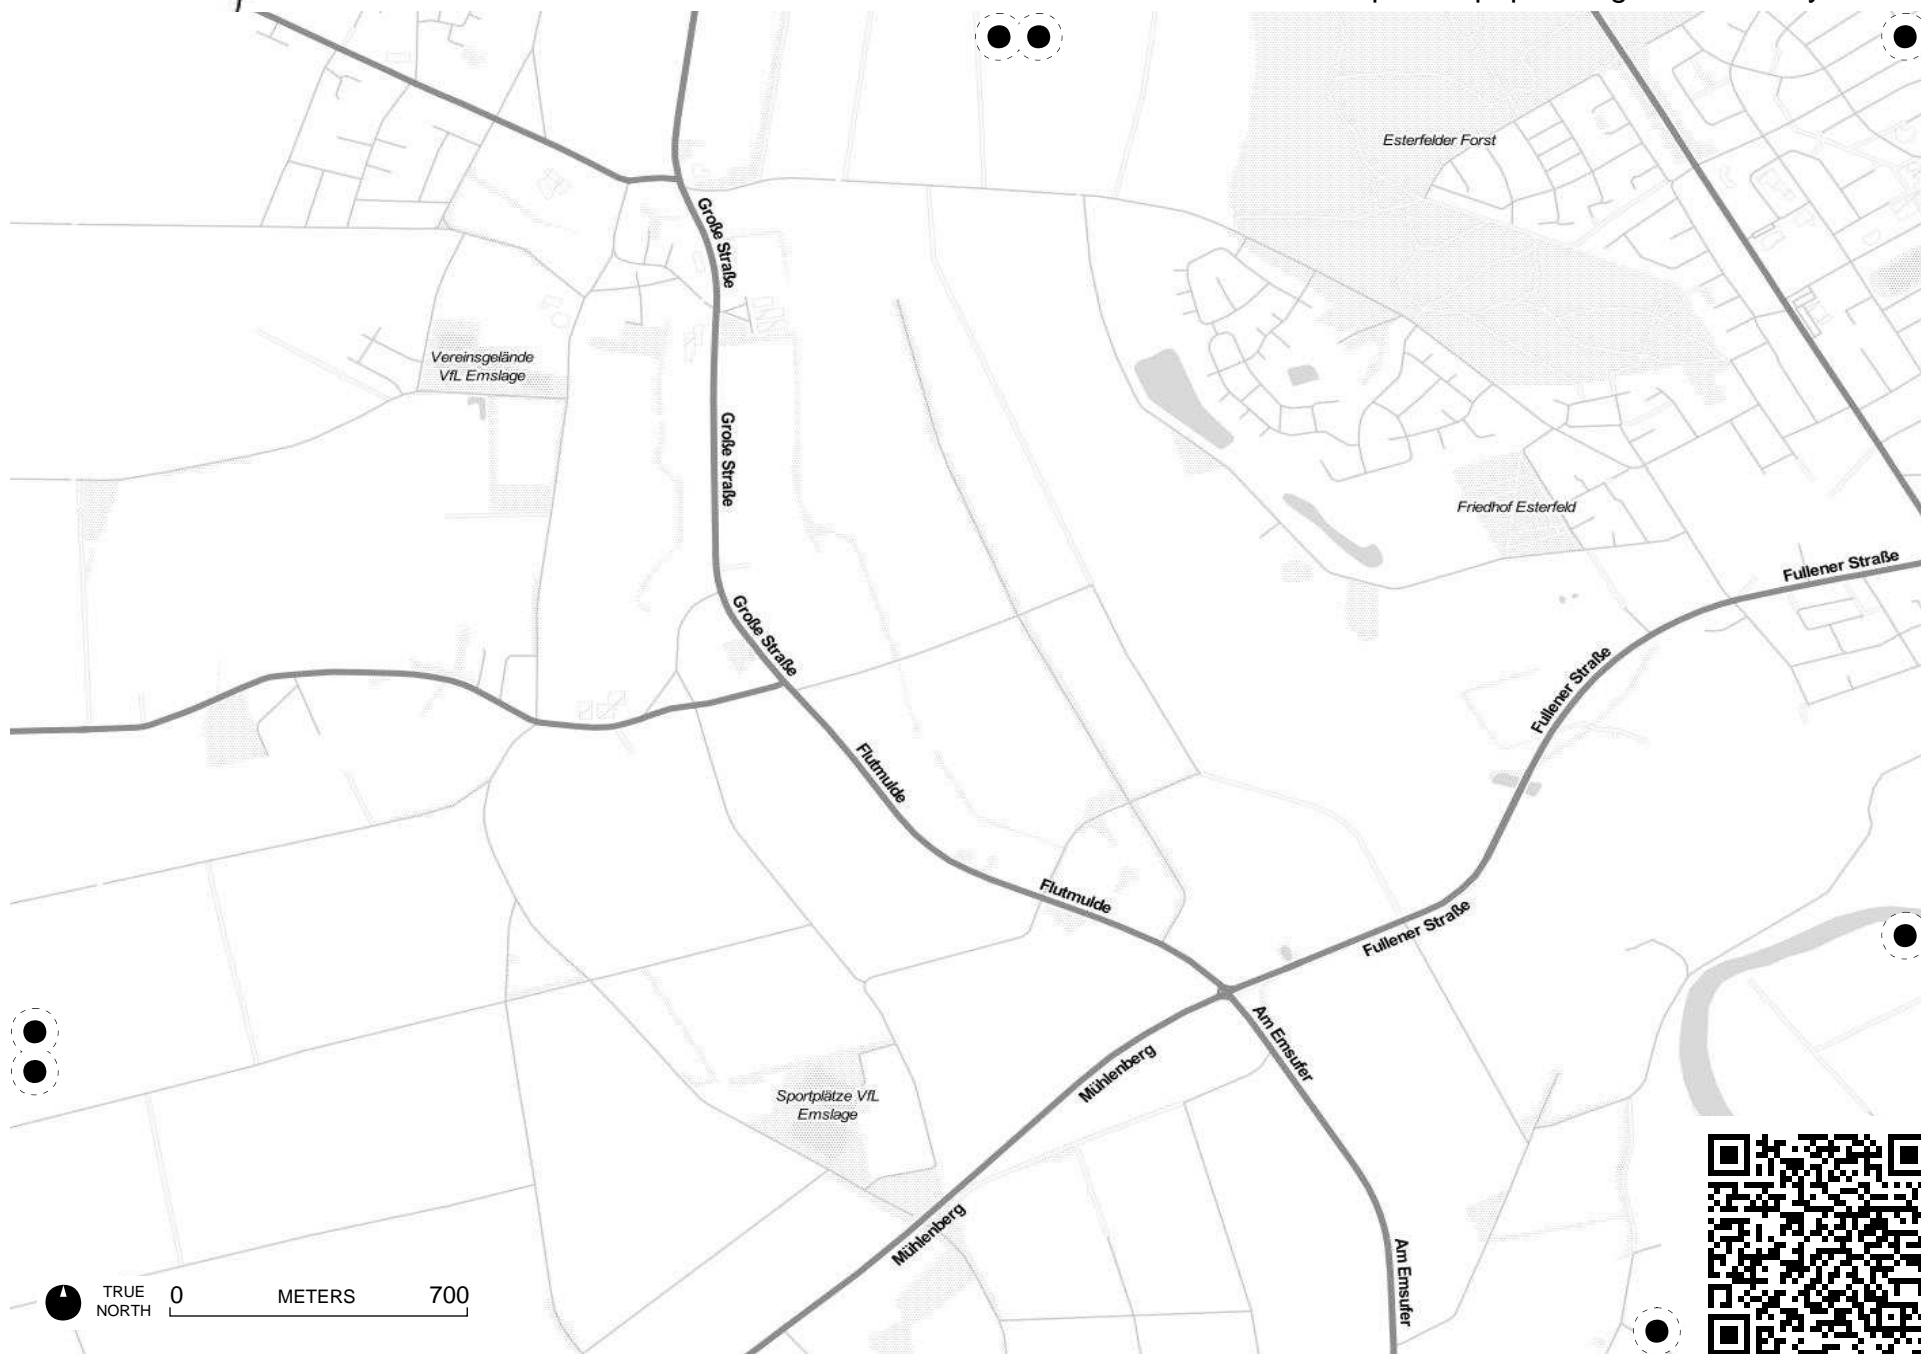 Esterfelder Forst
Große Straße
Vereinsgelände
VfL Emslage
Große Straße
Friedhof Esterfeld
Fullener Straße
Große Straße
Fullener Straße
Flutmulde
Flutmulde
Fullener Straße
Am Emsufer
Mühlenberg
Sportplätze VfL
Emslage
Mühlenberg
Am Emsufer
TRUE
NORTH
0 METERS 700